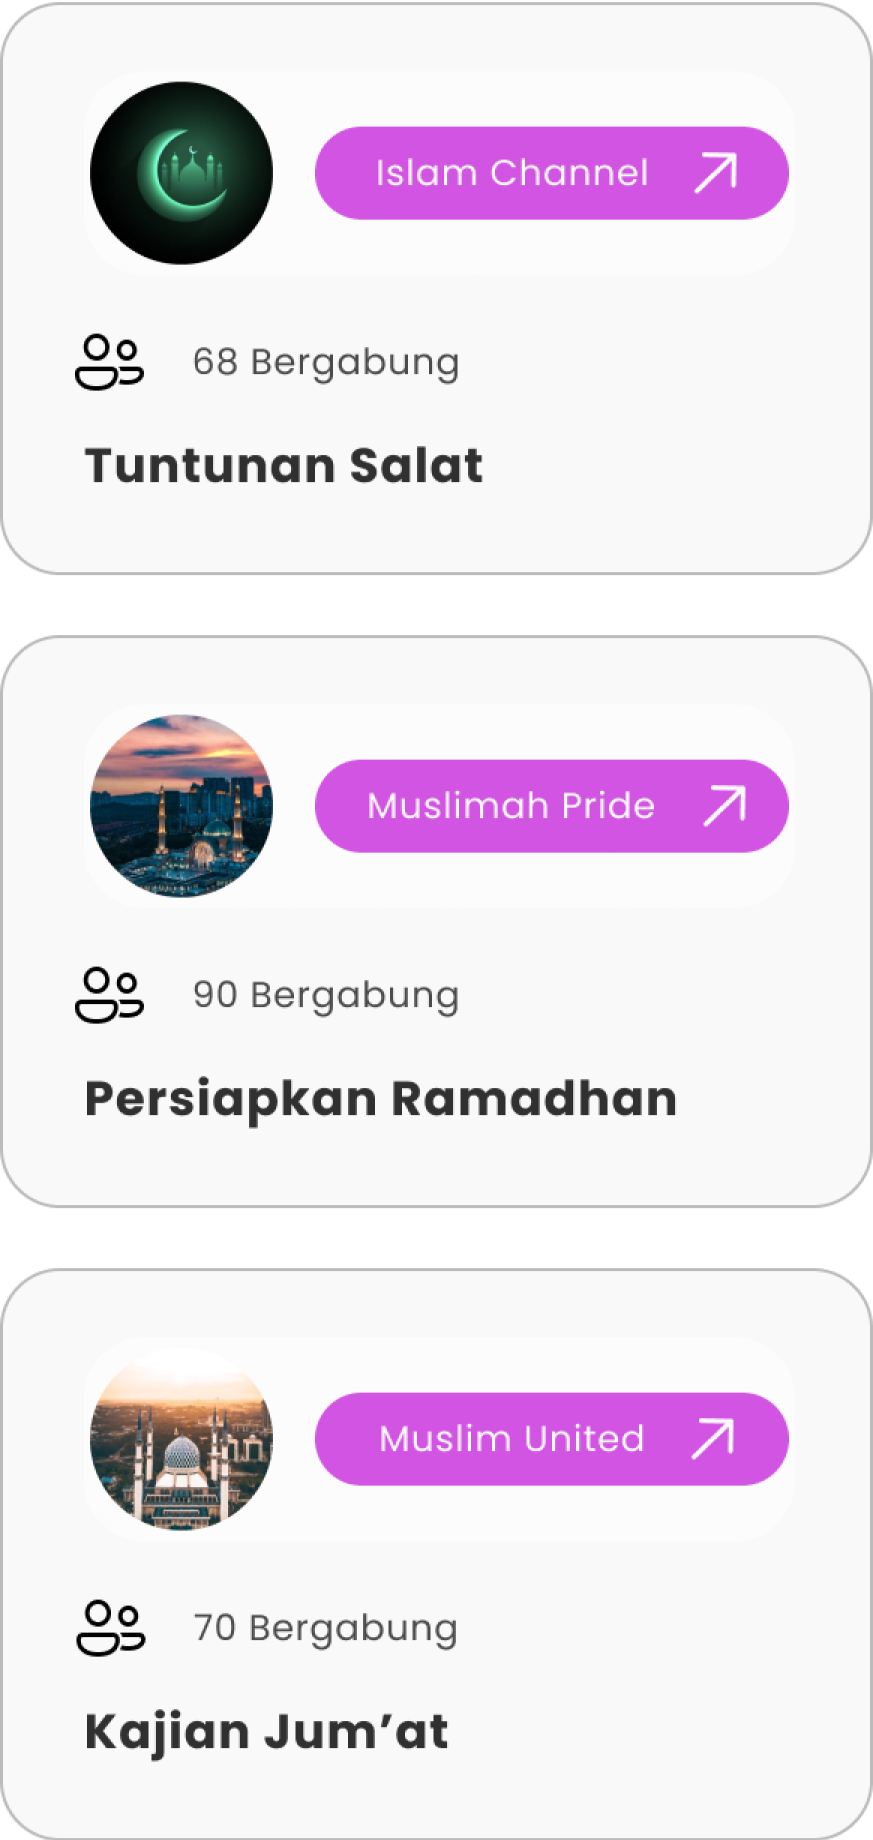 Islam Channel
68 Bergabung
Tuntunan Salat
Muslimah Pride
90 Bergabung
Persiapkan Ramadhan
Muslim United
70 Bergabung
Kajian Jum’at